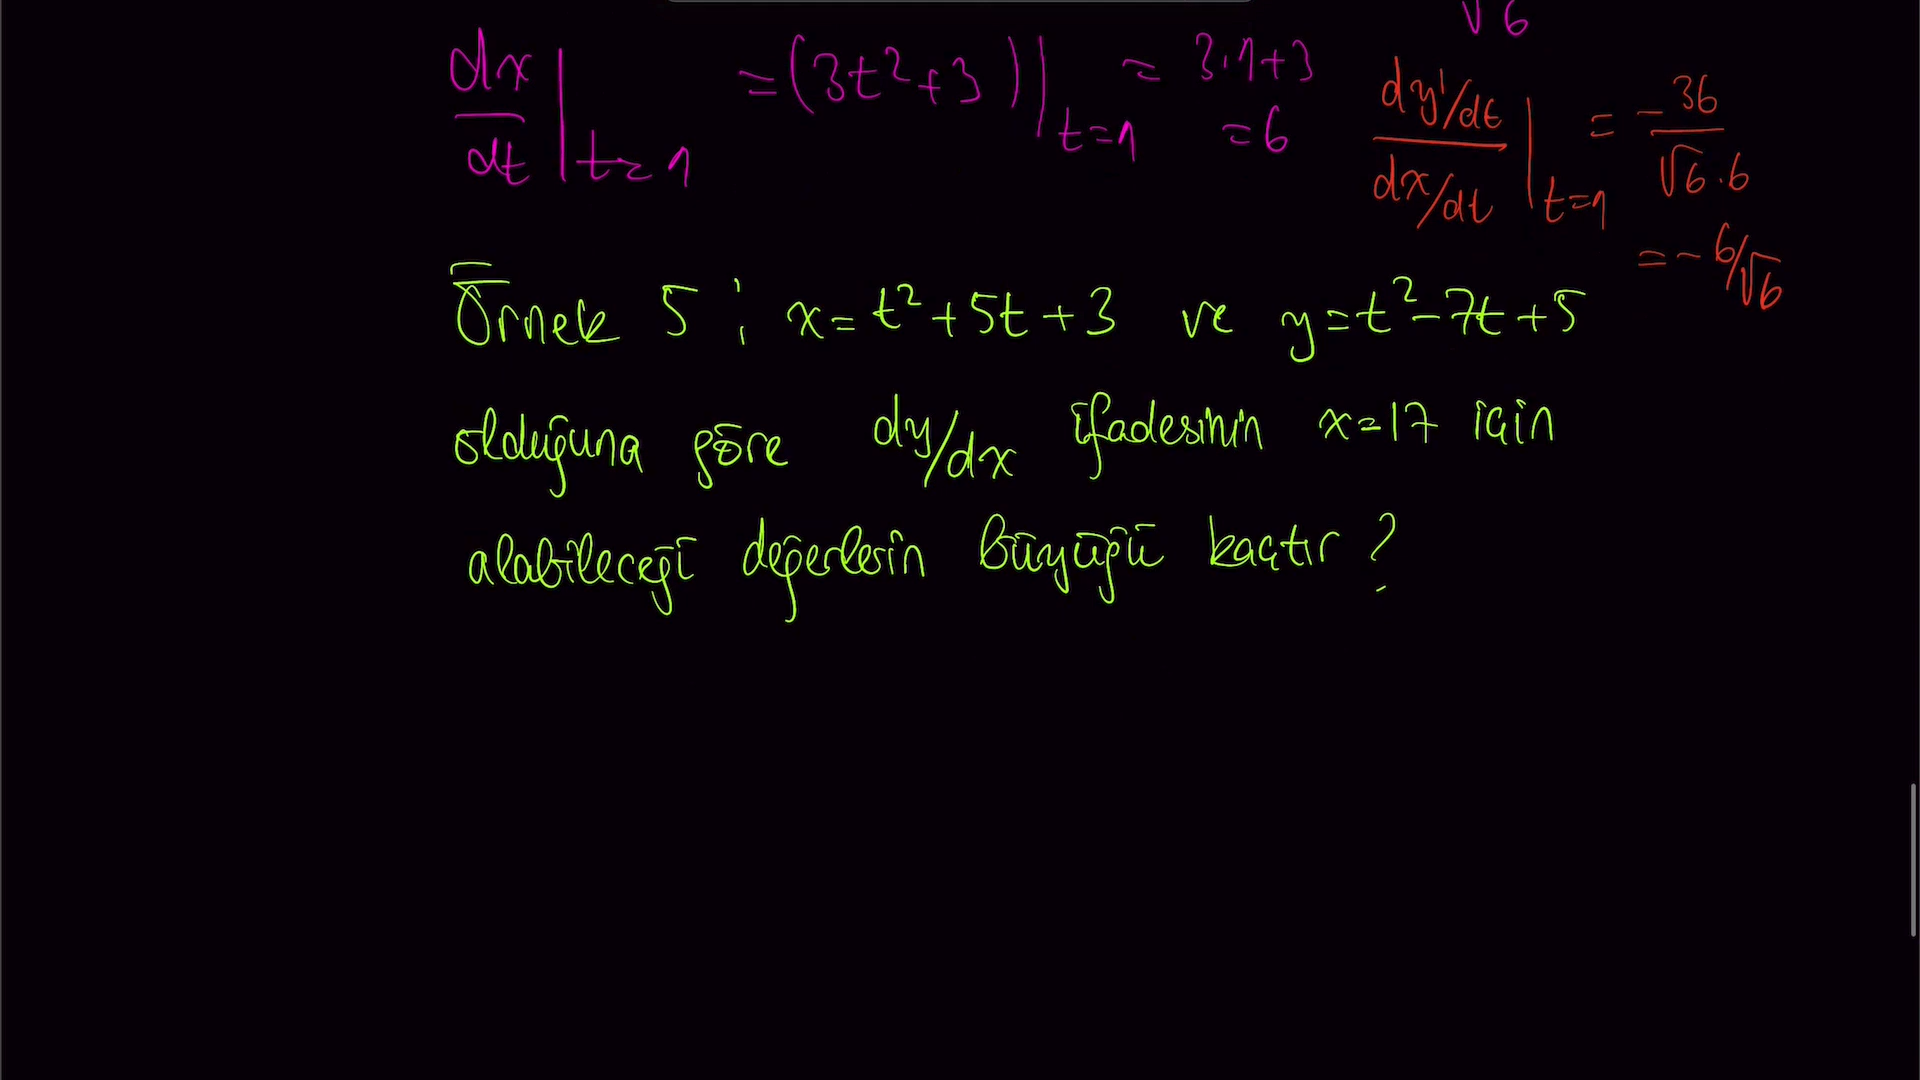 √6
dx/dt |t=1 = (3t²+3)|t=1 = 3·1+3
= 6
dy'/dt / dx/dt |t=1 = -36/√6·6
= -6/√6
Örnek 5: x=t²+5t+3 ve y=t²-7t+5
olduğuna göre dy/dx ifadesinin x=17 için
alabileceği değerlerin büyüğü kaçtır?